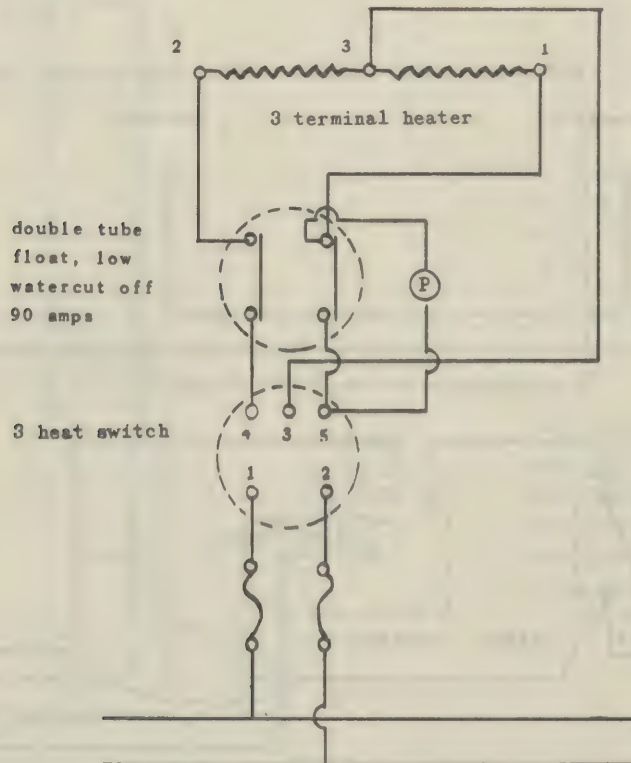 2 3 1
3 terminal heater
double tube
float, low
watercut off
90 amps
P
3 heat switch
4 3 5
1 2